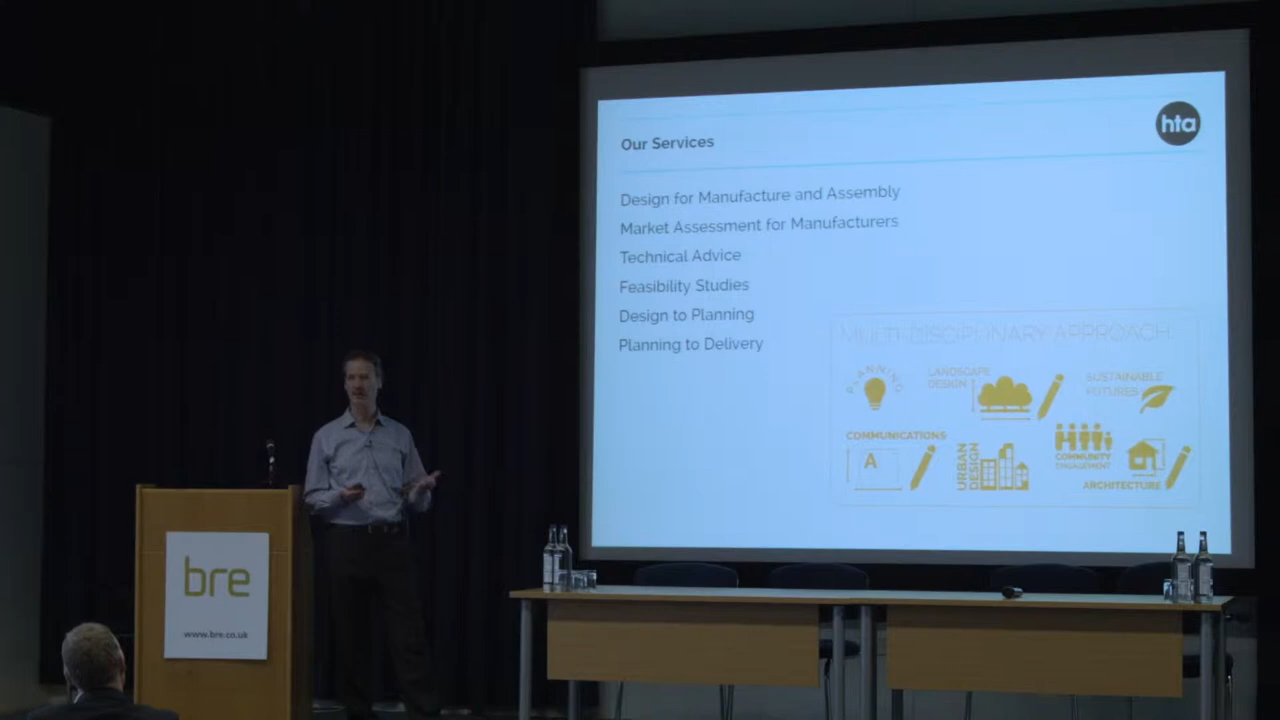 Our Services
hta
Design for Manufacture and Assembly
Market Assessment for Manufacturers
Technical Advice
Feasibility Studies
Design to Planning
Planning to Delivery
MULTI-DISCIPLINARY APPROACH
PLANNING
LANDSCAPE
DESIGN
SUSTAINABLE
FUTURES
COMMUNICATIONS
A
URBAN
DESIGN
COMMUNITY
ENGAGEMENT
ARCHITECTURE
bre
www.bre.co.uk